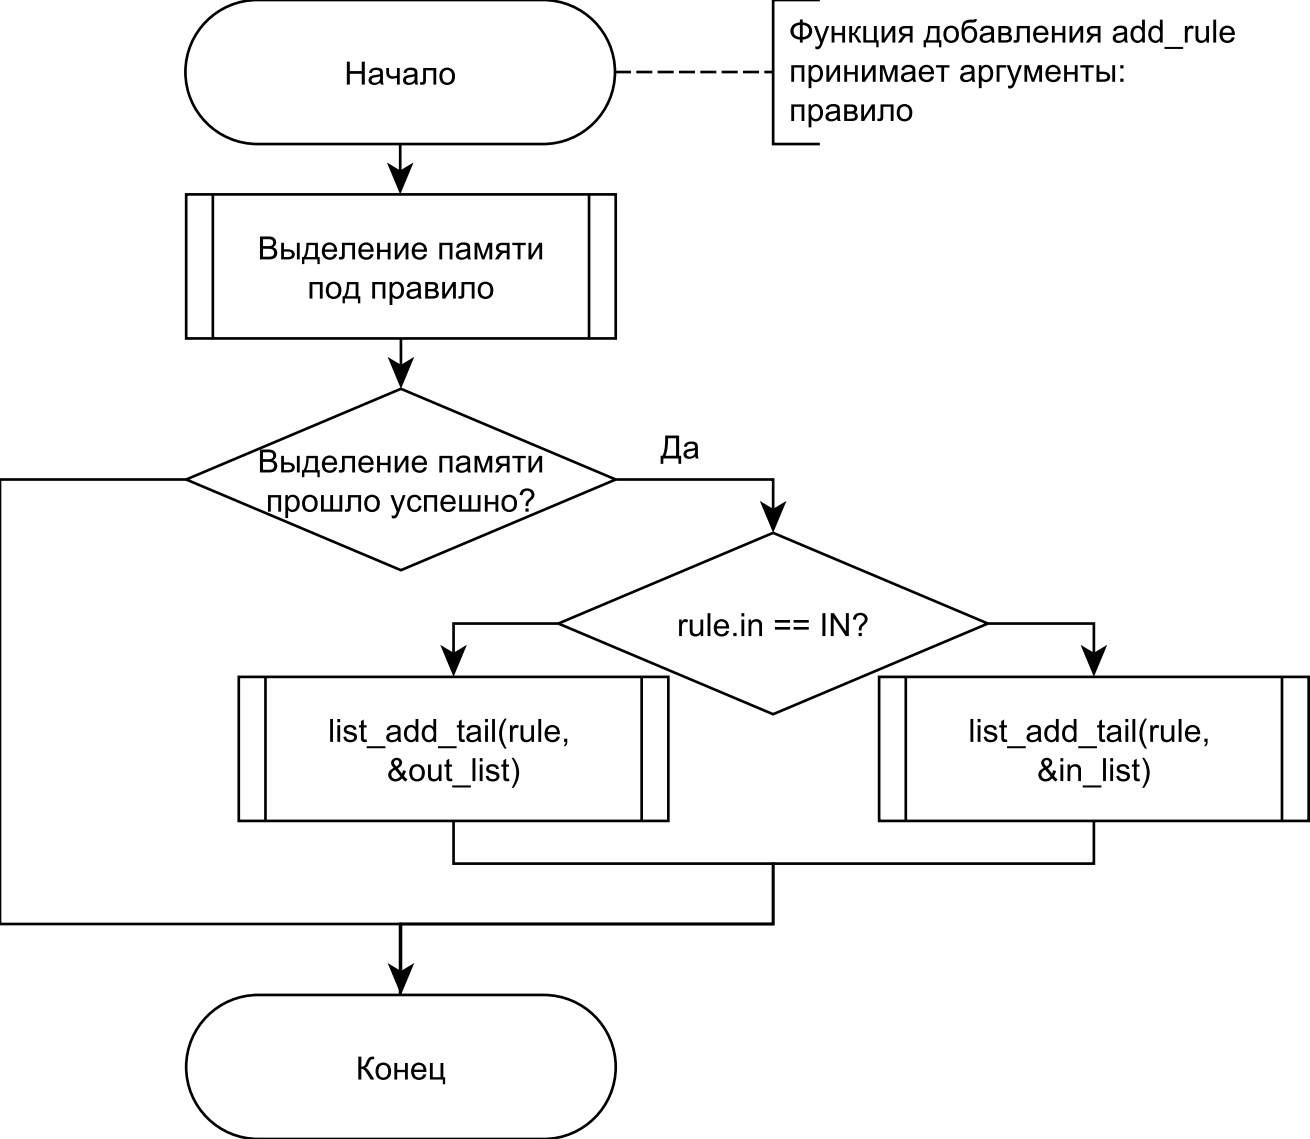 Начало
Функция добавления add_rule
принимает аргументы:
правило
Выделение памяти
под правило
Выделение памяти
прошло успешно?
Да
rule.in == IN?
list_add_tail(rule,
&out_list)
list_add_tail(rule,
&in_list)
Конец